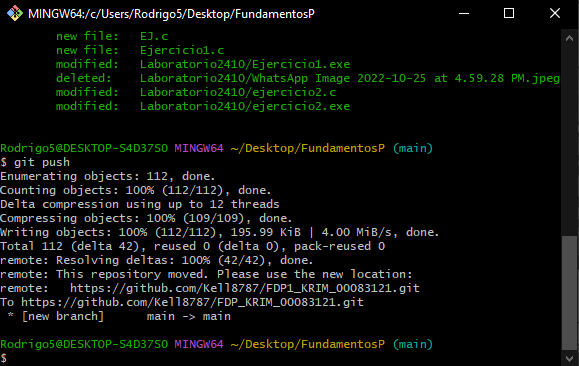 MINGW64:/c/Users/Rodrigo5/Desktop/FundamentosP
new file: EJ.c
new file: Ejercicio1.c
modified: Laboratorio2410/Ejercicio1.exe
deleted: Laboratorio2410/WhatsApp Image 2022-10-25 at 4.59.28 PM.jpeg
modified: Laboratorio2410/ejercicio2.c
modified: Laboratorio2410/ejercicio2.exe
Rodrigo5@DESKTOP-S4D37SO MINGW64 ~/Desktop/FundamentosP (main)
$ git push
Enumerating objects: 112, done.
Counting objects: 100% (112/112), done.
Delta compression using up to 12 threads
Compressing objects: 100% (109/109), done.
Writing objects: 100% (112/112), 195.99 KiB | 4.00 MiB/s, done.
Total 112 (delta 42), reused 0 (delta 0), pack-reused 0
remote: Resolving deltas: 100% (42/42), done.
remote: This repository moved. Please use the new location:
remote: https://github.com/Kell8787/FDP1_KRIM_00083121.git
To https://github.com/Kell8787/FDP_KRIM_00083121.git
* [new branch] main -> main
Rodrigo5@DESKTOP-S4D37SO MINGW64 ~/Desktop/FundamentosP (main)
$